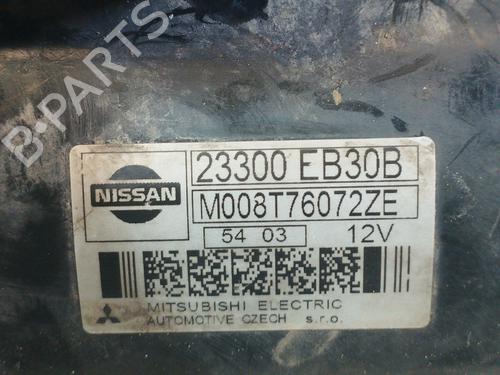 B-PARTS
NISSAN
23300 EB30B
M008T76072ZE
54 03 12V
MITSUBISHI ELECTRIC
AUTOMOTIVE CZECH s.r.o.